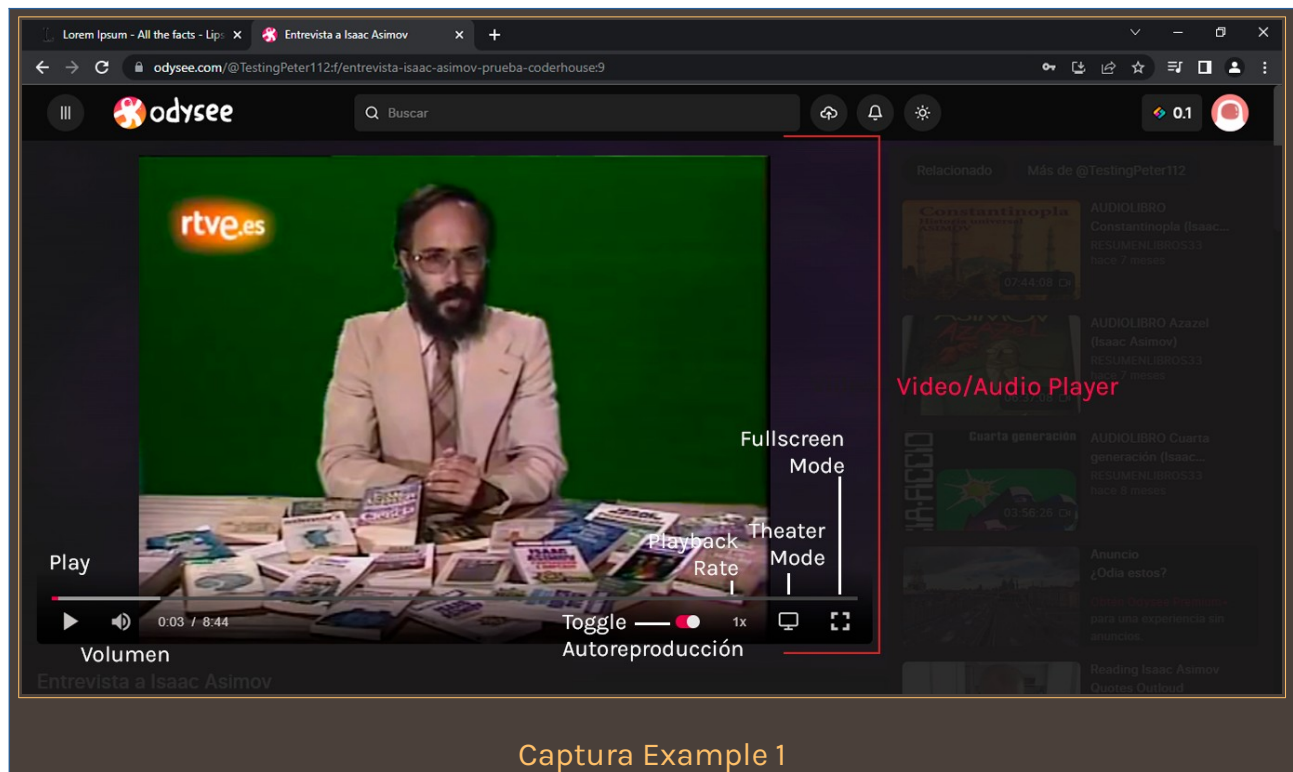 Lorem Ipsum - All the facts - Lips
Entrevista a Isaac Asimov
odysee.com/@TestingPeter112:f/entrevista-isaac-asimov-prueba-coderhouse:9
odysee
Buscar
0.1
rtve.es
Relacionado
Más de @TestingPeter112
Constantinopla
AUDIOLIBRO
Constantinopla (Isaac...
RESUMENLIBROS33
hace 7 meses
07:44:08
AZAZEL
AUDIOLIBRO Azazel
(Isaac Asimov)
RESUMENLIBROS33
hace 7 meses
Video/Audio Player
Cuarta generación
AUDIOLIBRO Cuarta
generación (Isaac...
RESUMENLIBROS33
hace 8 meses
03:56:26
Fullscreen
Mode
Theater
Mode
Playback
Rate
Play
Anuncio
¿Odia estos?
para una experiencia sin
anuncios.
0:03 / 8:44
Toggle
Autoreproducción
1x
Volumen
Entrevista a Isaac Asimov
Reading Isaac Asimov
Quotes Outloud
Captura Example 1